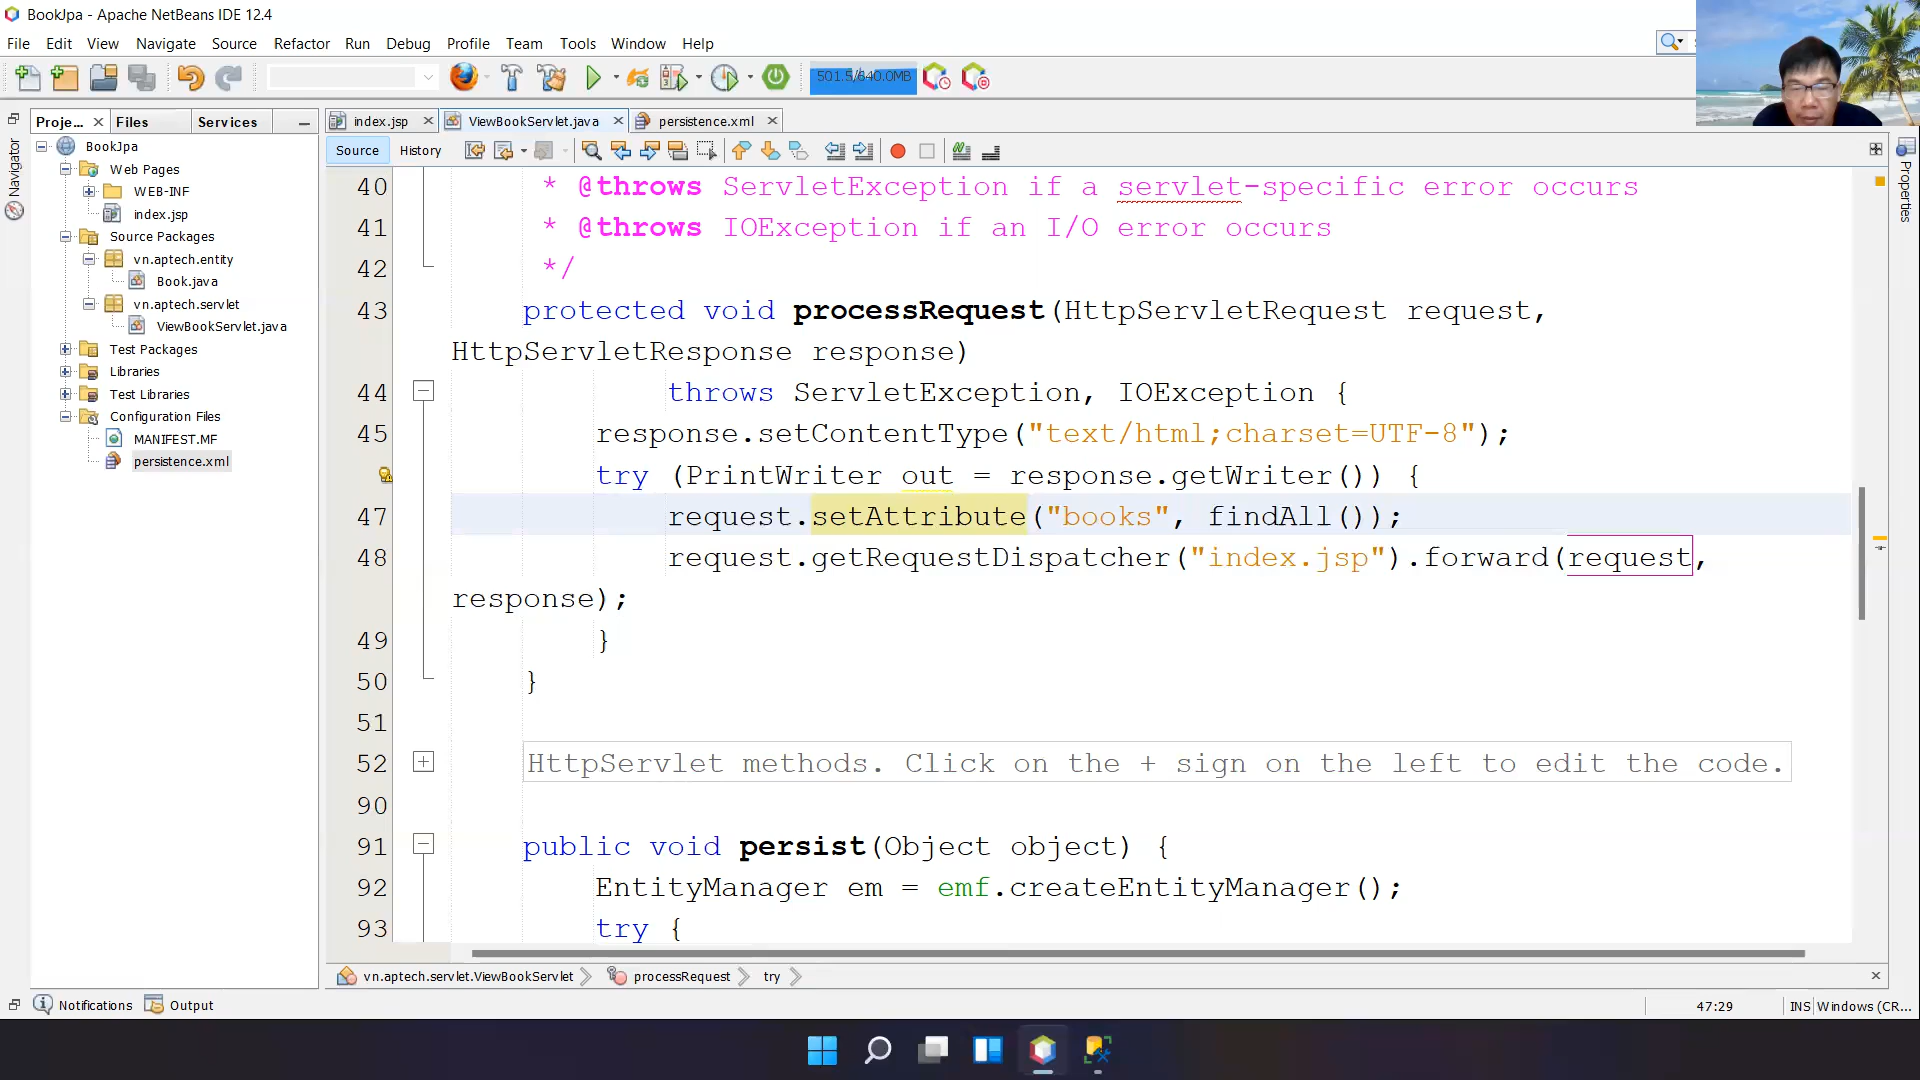 BookJpa - Apache NetBeans IDE 12.4
File Edit View Navigate Source Refactor Run Debug Profile Team Tools Window Help
501.5/640.0MB
Proje... Files Services
index.jsp ViewBookServlet.java persistence.xml
Source History
Navigator
Properties
BookJpa
Web Pages
WEB-INF
index.jsp
Source Packages
vn.aptech.entity
Book.java
vn.aptech.servlet
ViewBookServlet.java
Test Packages
Libraries
Test Libraries
Configuration Files
MANIFEST.MF
persistence.xml
40 * @throws ServletException if a servlet-specific error occurs
41 * @throws IOException if an I/O error occurs
42 */
43 protected void processRequest(HttpServletRequest request,
HttpServletResponse response)
44 throws ServletException, IOException {
45 response.setContentType("text/html;charset=UTF-8");
try (PrintWriter out = response.getWriter()) {
47 request.setAttribute("books", findAll());
48 request.getRequestDispatcher("index.jsp").forward(request,
response);
49 }
50 }
51
52 HttpServlet methods. Click on the + sign on the left to edit the code.
90
91 public void persist(Object object) {
92 EntityManager em = emf.createEntityManager();
93 try {
vn.aptech.servlet.ViewBookServlet processRequest try
Notifications Output
47:29 INS Windows (CR...